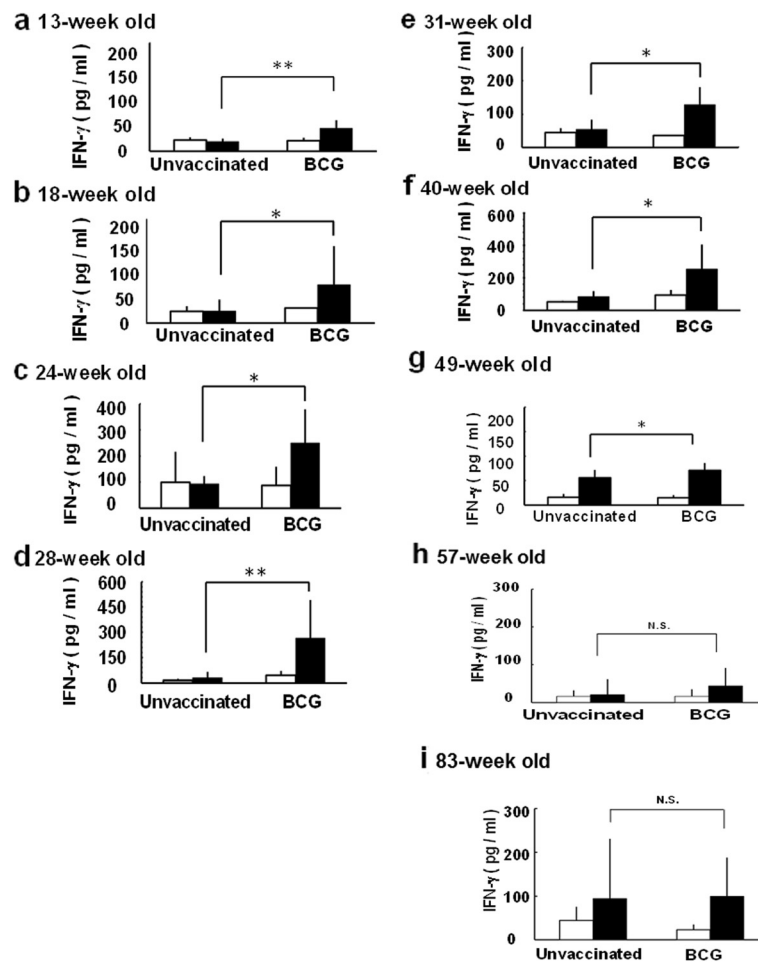 a 13-week old
IFN-γ ( pg / ml )
200
150
100
50
0
**
Unvaccinated BCG
b 18-week old
IFN-γ ( pg / ml )
200
150
100
50
0
*
Unvaccinated BCG
c 24-week old
IFN-γ ( pg / ml )
400
300
200
100
0
*
Unvaccinated BCG
d 28-week old
IFN-γ ( pg / ml )
600
450
300
150
0
**
Unvaccinated BCG
e 31-week old
IFN-γ ( pg / ml )
300
200
100
0
*
Unvaccinated BCG
f 40-week old
IFN-γ ( pg / ml )
600
400
200
0
*
Unvaccinated BCG
g 49-week old
IFN-γ ( pg / ml )
200
150
100
50
0
*
Unvaccinated BCG
h 57-week old
IFN-γ ( pg / ml )
300
200
100
0
N.S.
Unvaccinated BCG
i 83-week old
IFN-γ ( pg / ml )
300
200
100
0
N.S.
Unvaccinated BCG